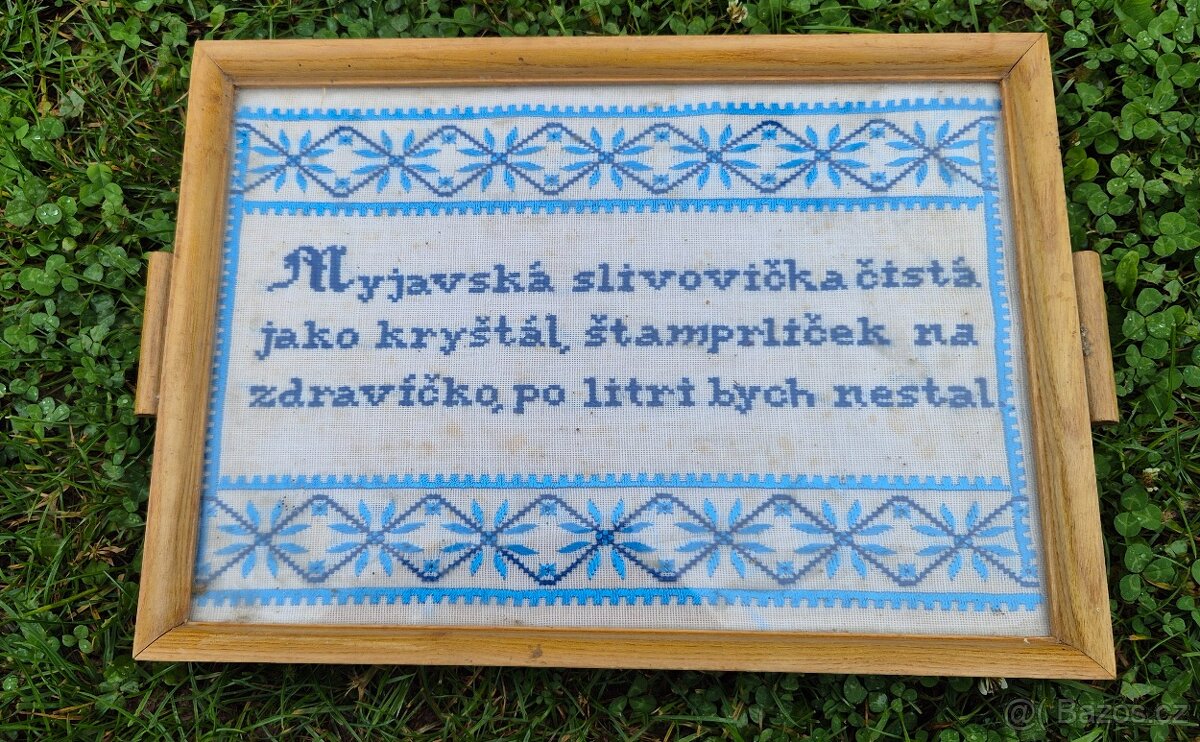 Myjavská slivovička čistá
jako kryštál, štamprlíček na
zdravíčko, po litri bych nestal
@ Bazos.cz